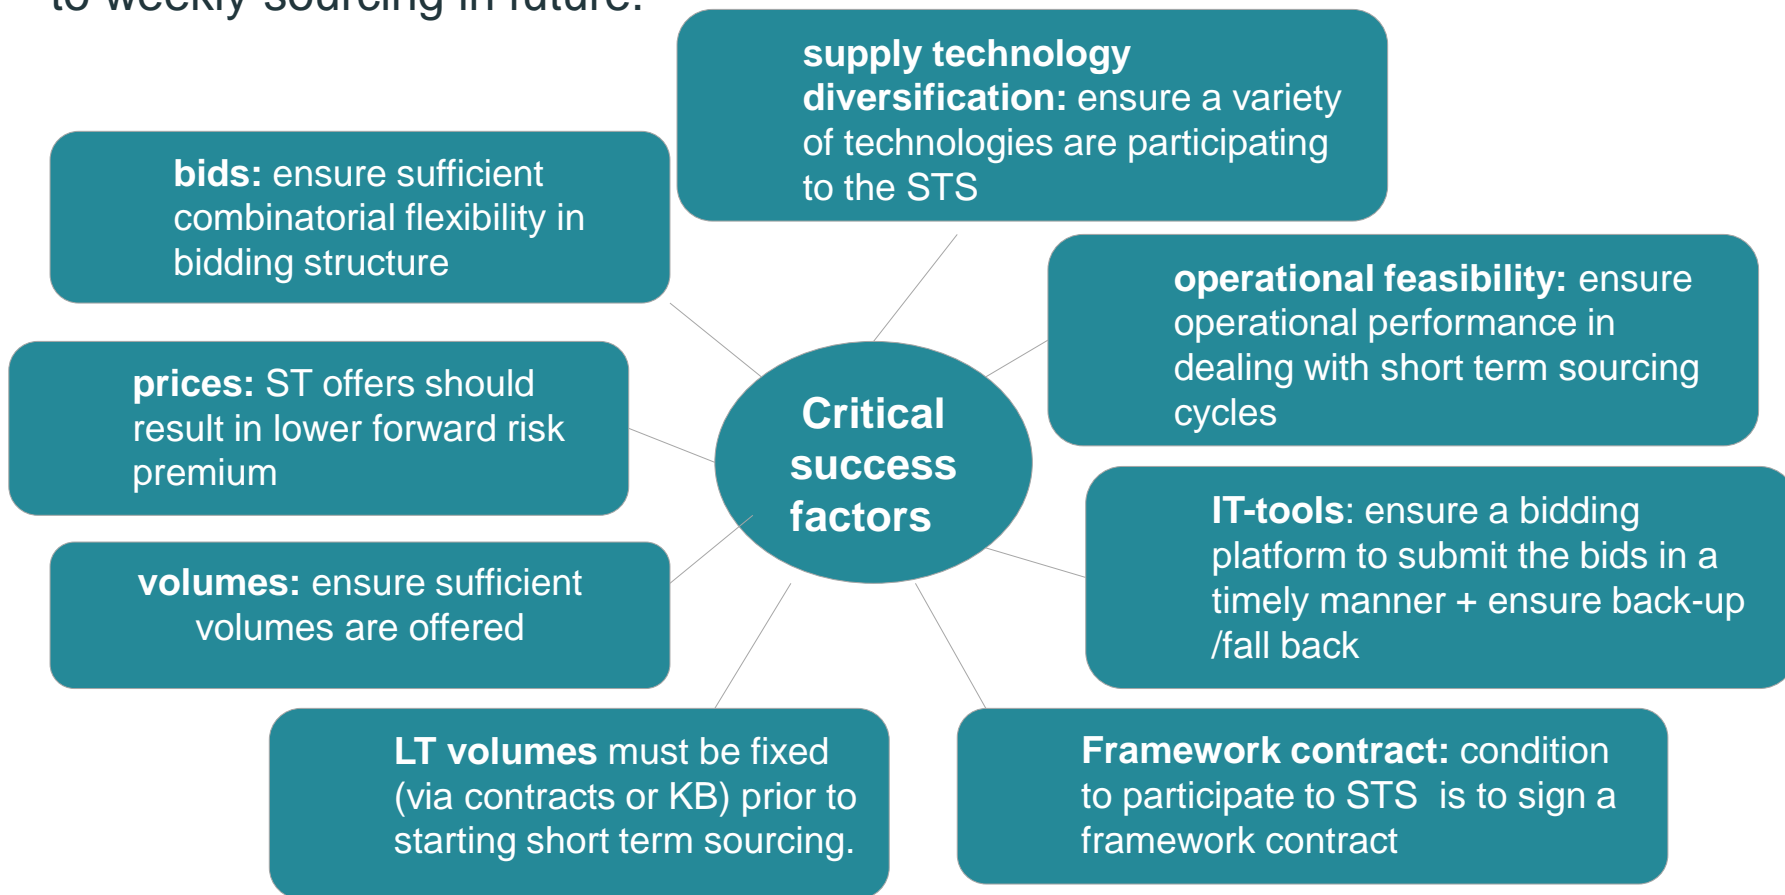 to weekly sourcing in future.
supply technology
diversification: ensure a variety
of technologies are participating
to the STS
bids: ensure sufficient
combinatorial flexibility in
bidding structure
operational feasibility: ensure
operational performance in
dealing with short term sourcing
cycles
prices: ST offers should
result in lower forward risk
premium
Critical
success
factors
IT-tools: ensure a bidding
platform to submit the bids in a
timely manner + ensure back-up
/fall back
volumes: ensure sufficient
volumes are offered
LT volumes must be fixed
(via contracts or KB) prior to
starting short term sourcing.
Framework contract: condition
to participate to STS  is to sign a
framework contract